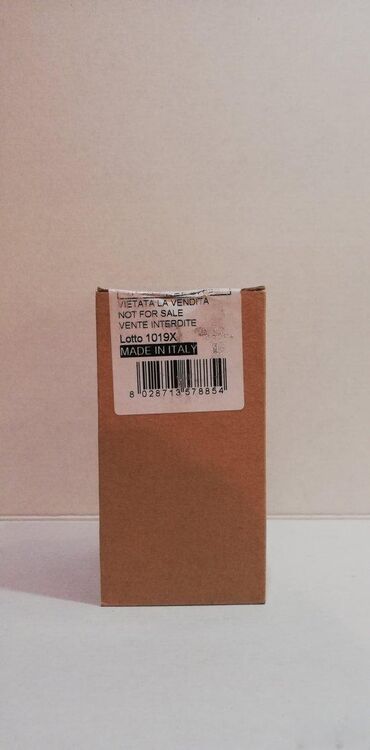 VIETATA LA VENDITA
NOT FOR SALE
VENTE INTERDITE
Lotto 1019X
MADE IN ITALY
8 028713 578854